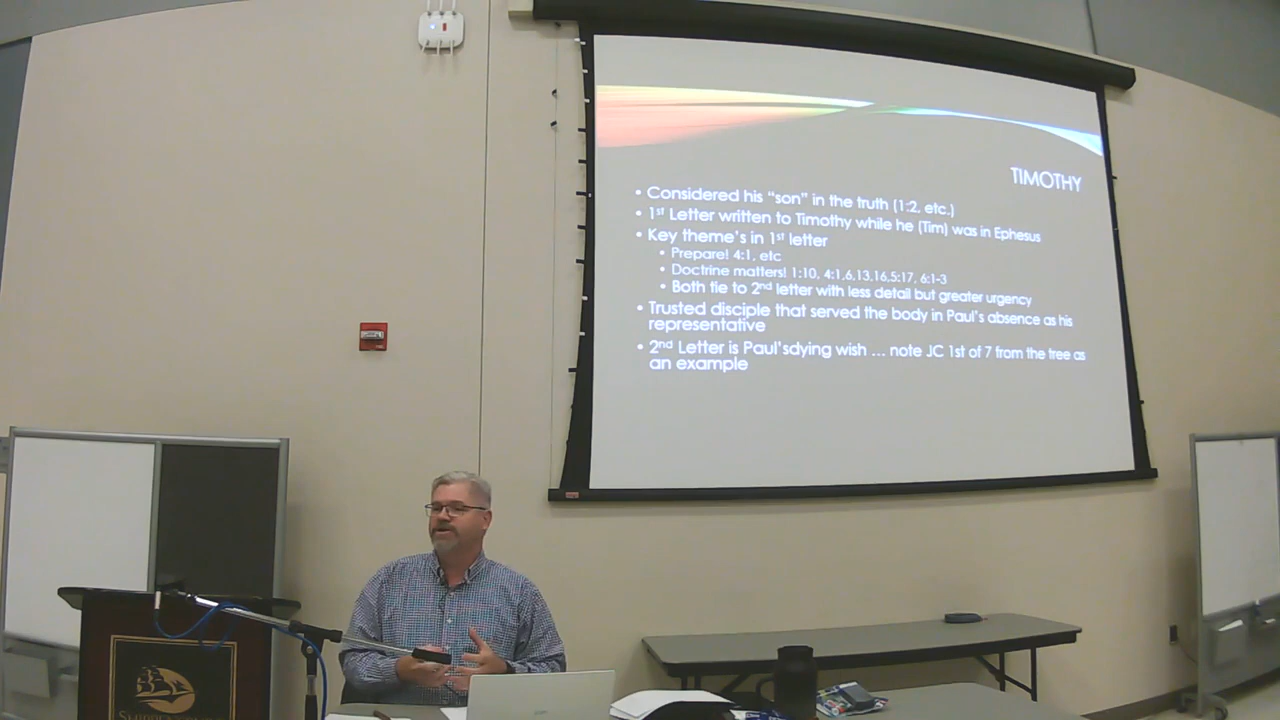 TIMOTHY
• Considered his "son" in the truth (1:2, etc.)
• 1st Letter written to Timothy while he (Tim) was in Ephesus
• Key theme's in 1st letter
• Prepare! 4:1, etc
• Doctrine matters! 1:10, 4:1,6,13,16,5:17, 6:1-3
• Both tie to 2nd letter with less detail but greater urgency
• Trusted disciple that served the body in Paul's absence as his
representative
• 2nd Letter is Paul'sdying wish ... note JC 1st of 7 from the tree as
an example